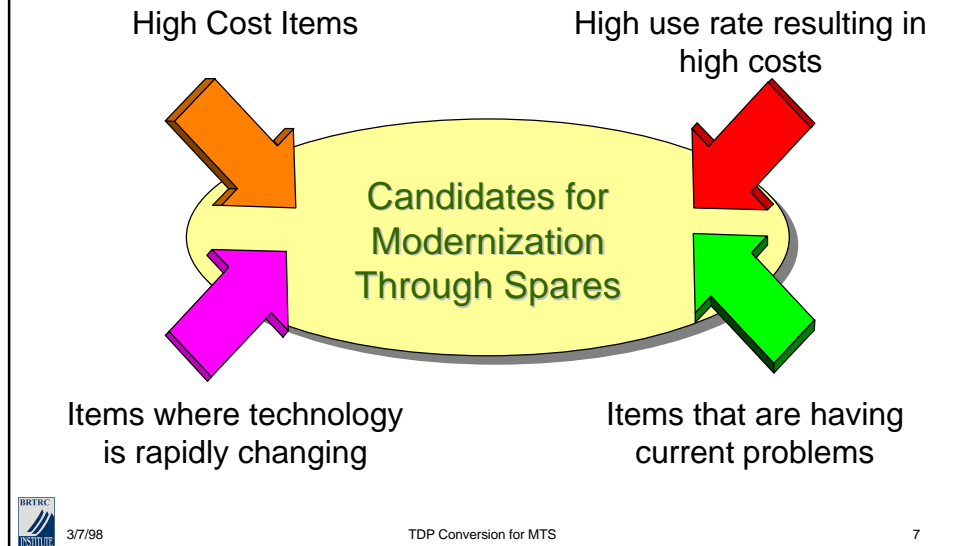 High Cost Items
High use rate resulting in
high costs
Candidates for
Modernization
Through Spares
Items where technology
is rapidly changing
Items that are having
current problems
BRTRC
INSTITUTE
3/7/98
TDP Conversion for MTS
7